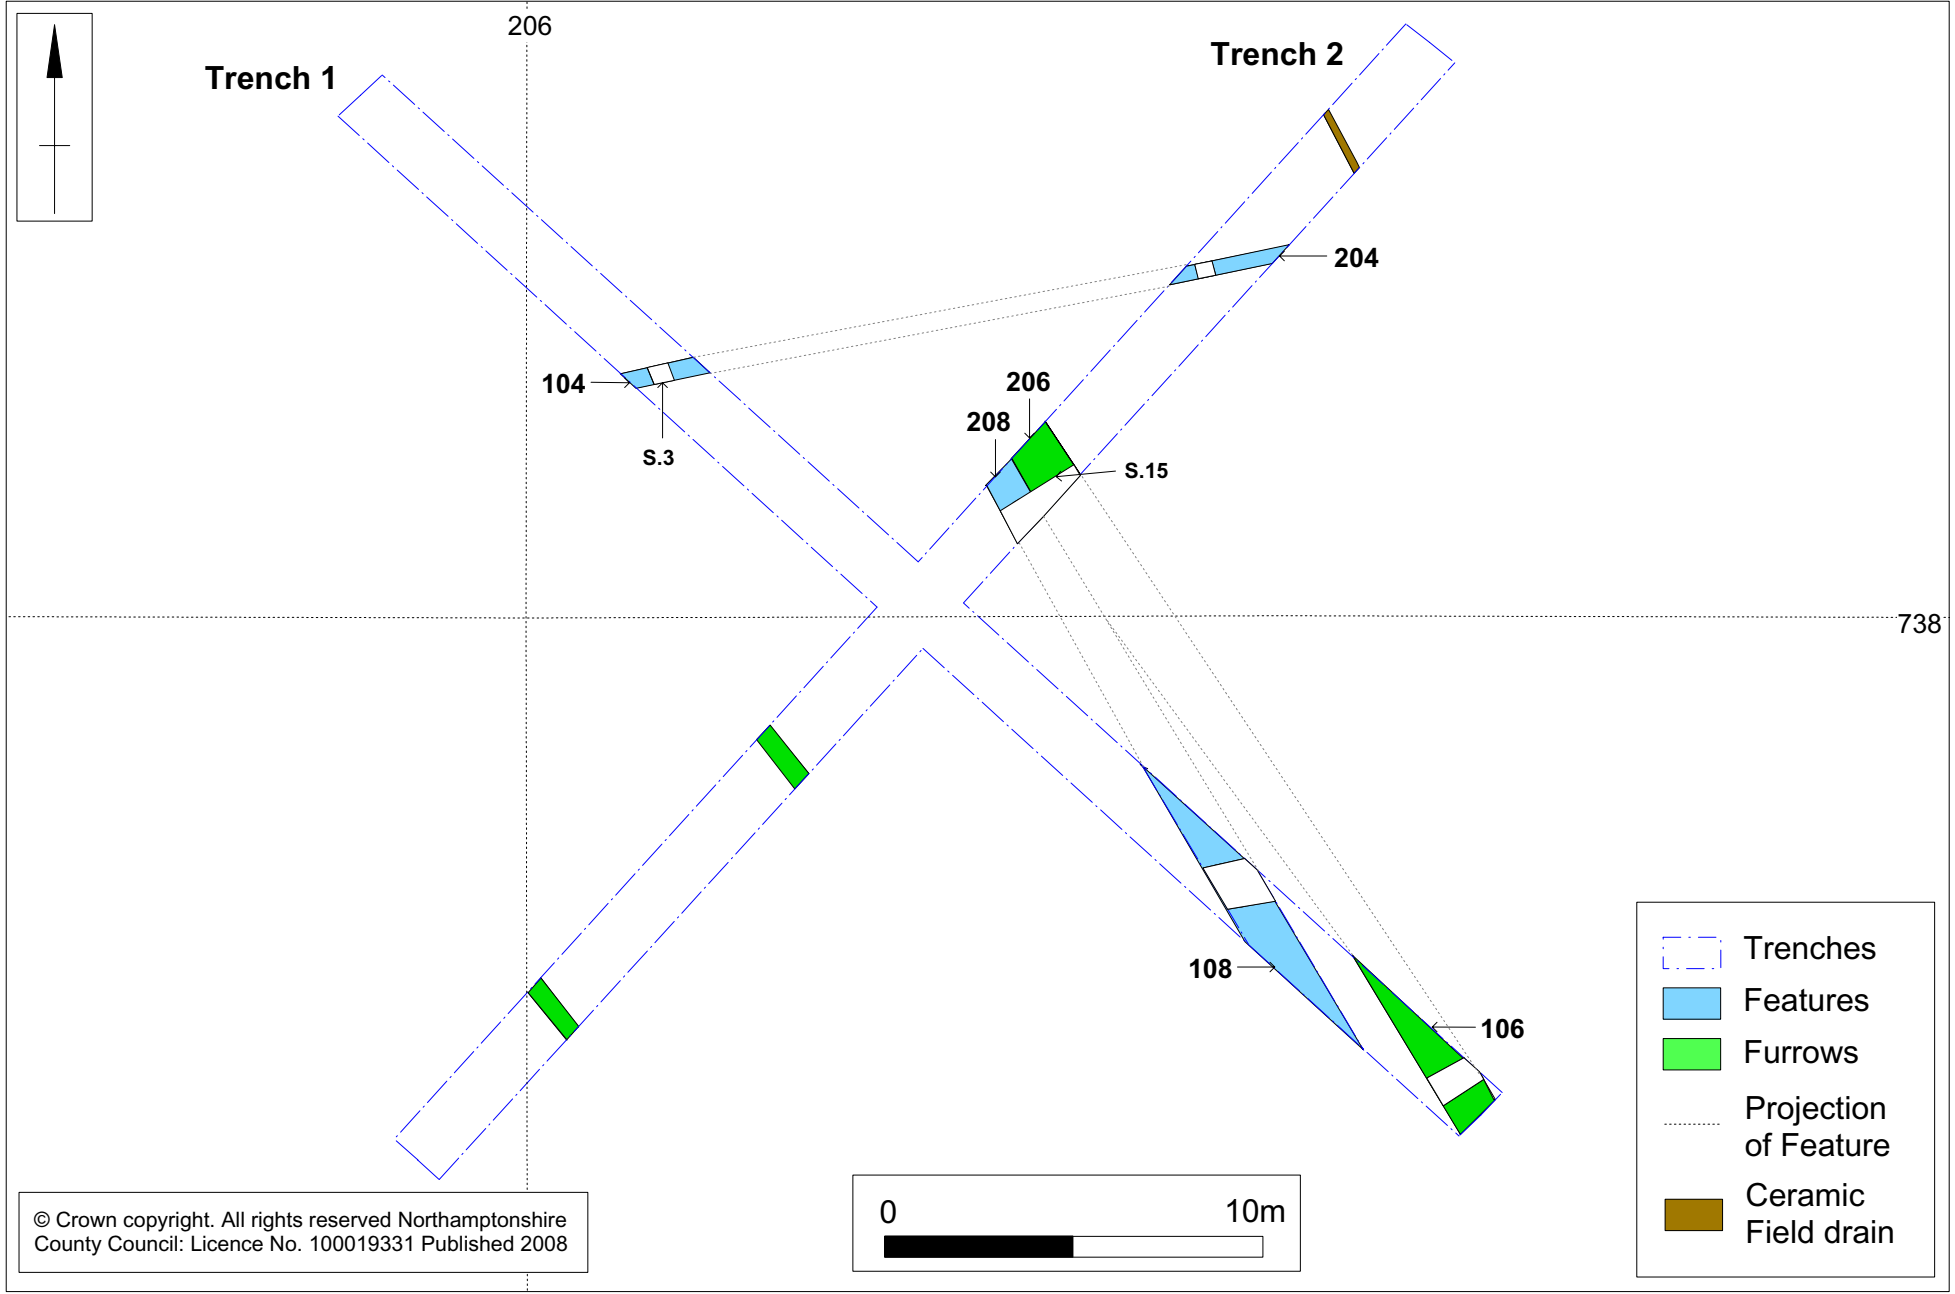 206
Trench 1
Trench 2
204
104
S.3
206
208
S.15
738
108
106
Trenches
Features
Furrows
Projection
of Feature
Ceramic
Field drain
0 10m
© Crown copyright. All rights reserved Northamptonshire
County Council: Licence No. 100019331 Published 2008